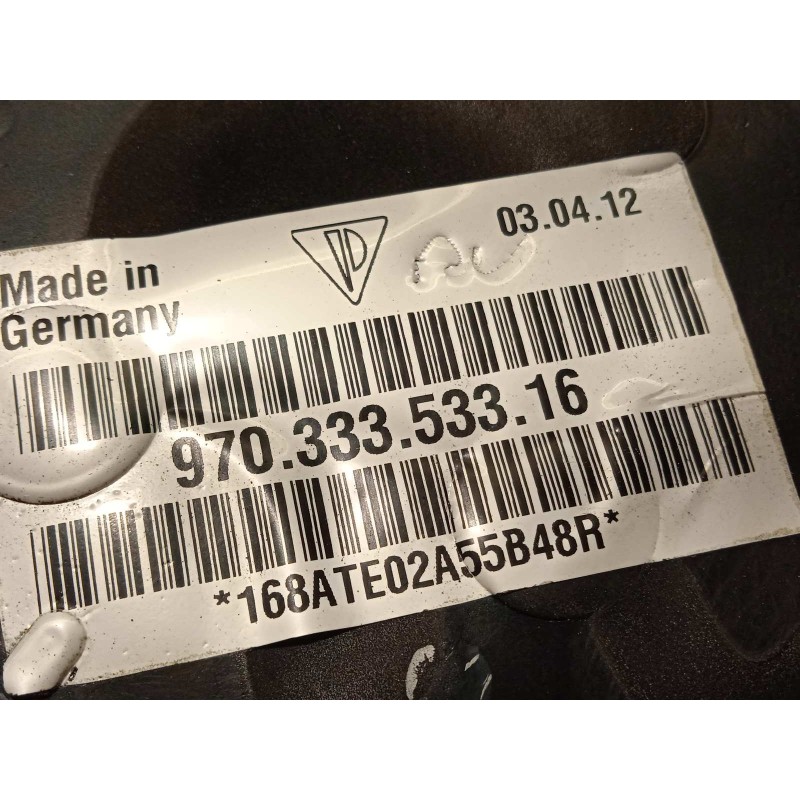 03.04.12
Made in
Germany
970.333.533.16
*168ATE02A55B48R*